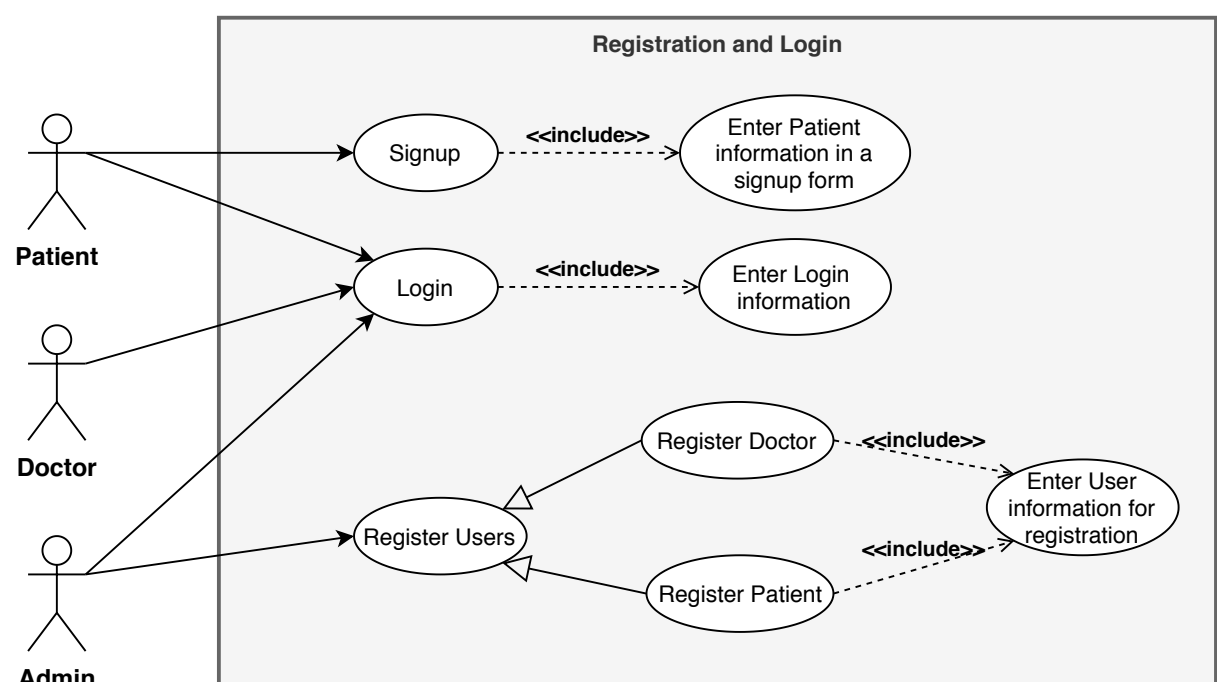 Registration and Login
Signup
<<include>>
Enter Patient
information in a
signup form
Patient
Login
<<include>>
Enter Login
information
Doctor
Register Doctor
<<include>>
Register Users
Enter User
information for
registration
<<include>>
Register Patient
Admin